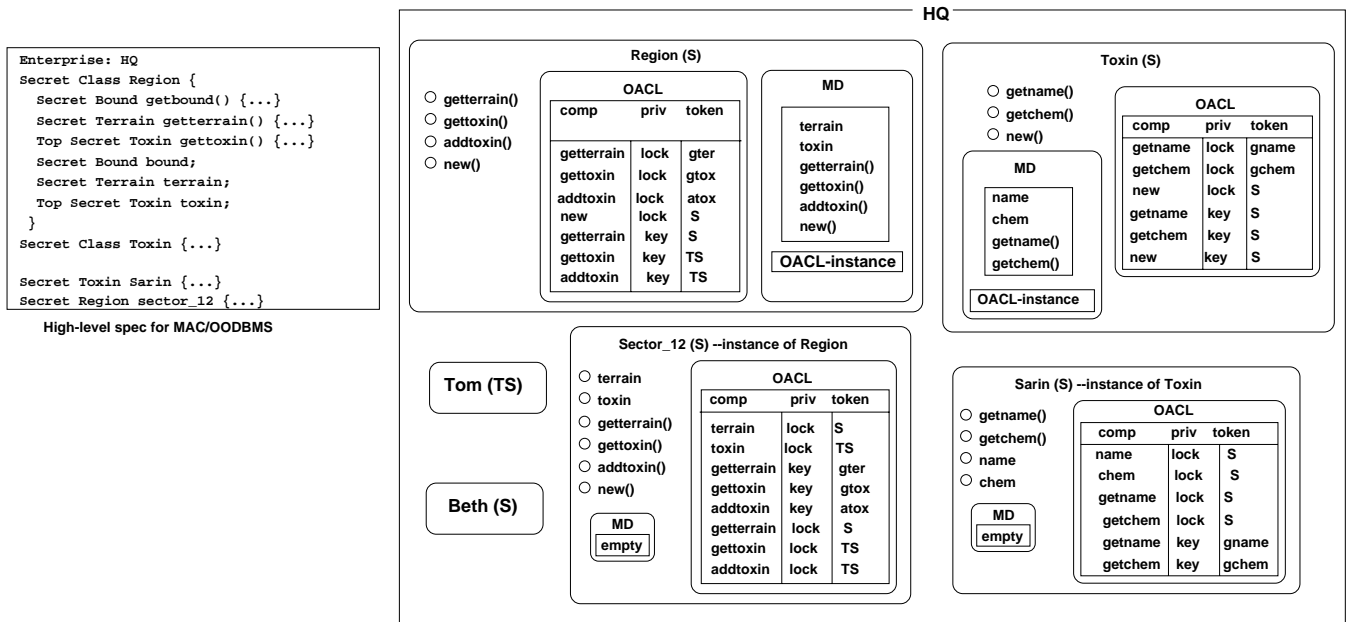 HQ
Enterprise: HQ
Secret Class Region {
Secret Bound getbound() {...}
Secret Terrain getterrain() {...}
Top Secret Toxin gettoxin() {...}
Secret Bound bound;
Secret Terrain terrain;
Top Secret Toxin toxin;
}
Secret Class Toxin {...}
Secret Toxin Sarin {...}
Secret Region sector_12 {...}
High-level spec for MAC/OODBMS
Region (S)
getterrain()
gettoxin()
addtoxin()
new()
OACL
comp priv token
getterrain lock gter
gettoxin lock gtox
addtoxin lock atox
new lock S
getterrain key S
gettoxin key TS
addtoxin key TS
MD
terrain
toxin
getterrain()
gettoxin()
addtoxin()
new()
OACL-instance
Toxin (S)
getname()
getchem()
new()
MD
name
chem
getname()
getchem()
OACL-instance
OACL
comp priv token
getname lock gname
getchem lock gchem
new lock S
getname key S
getchem key S
new key S
Tom (TS)
Beth (S)
Sector_12 (S) --instance of Region
terrain
toxin
getterrain()
gettoxin()
addtoxin()
new()
MD
empty
OACL
comp priv token
terrain lock S
toxin lock TS
getterrain key gter
gettoxin key gtox
addtoxin key atox
getterrain lock S
gettoxin lock TS
addtoxin lock TS
Sarin (S) --instance of Toxin
getname()
getchem()
name
chem
MD
empty
OACL
comp priv token
name lock S
chem lock S
getname lock S
getchem lock S
getname key gname
getchem key gchem